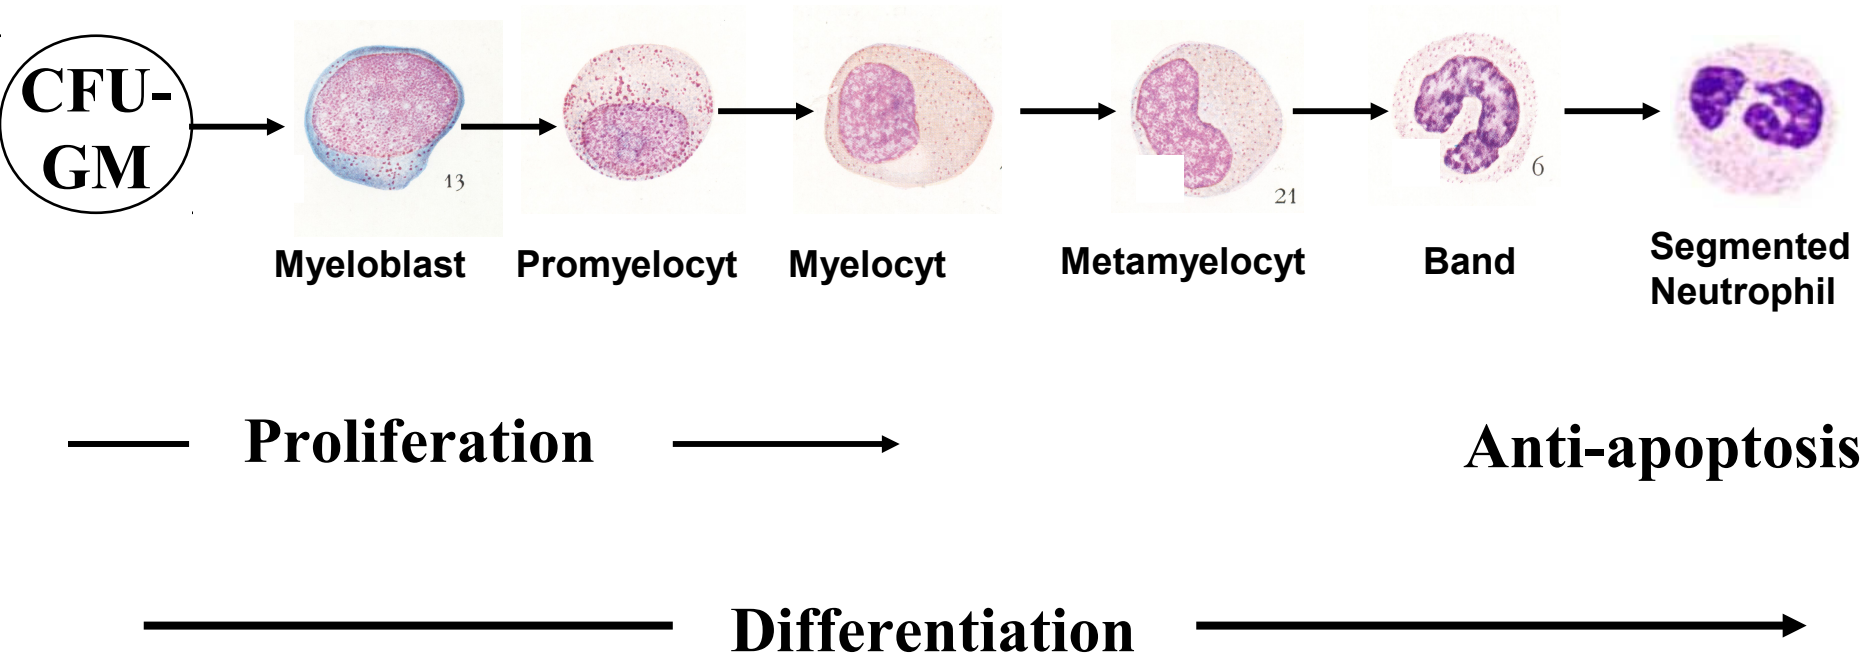 CFU-
GM
13
21
6
Myeloblast
Promyelocyt
Myelocyt
Metamyelocyt
Band
Segmented
Neutrophil
Proliferation
Anti-apoptosis
Differentiation